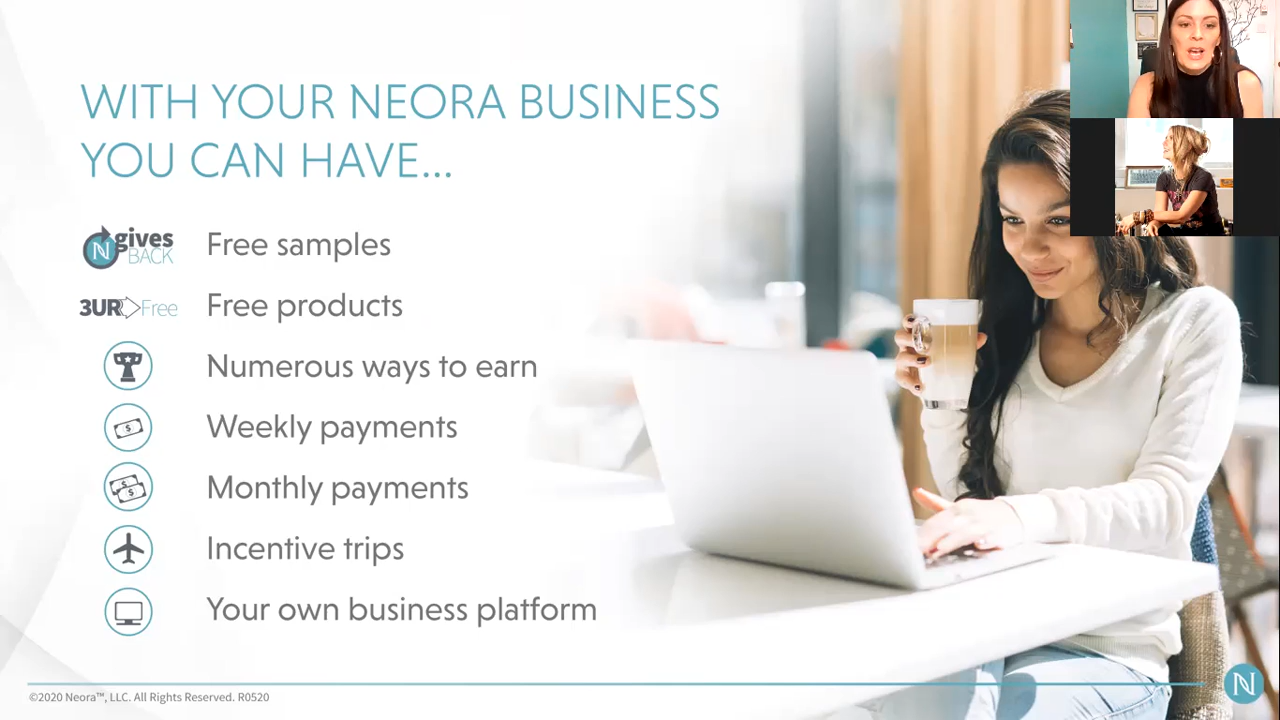 WITH YOUR NEORA BUSINESS
YOU CAN HAVE...
N gives
BACK
Free samples
3UR Free
Free products
Numerous ways to earn
$
Weekly payments
$ $
Monthly payments
Incentive trips
Your own business platform
©2020 Neora™, LLC. All Rights Reserved. R0520
N